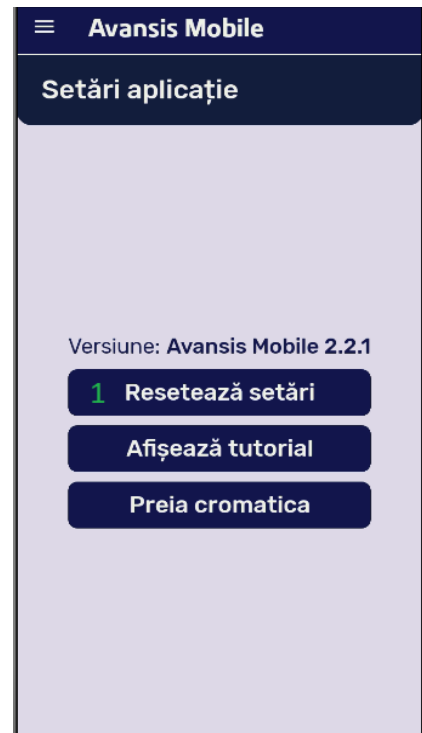 Avansis Mobile
Setări aplicație
Versiune: Avansis Mobile 2.2.1
1 Resetează setări
Afișează tutorial
Preia cromatica